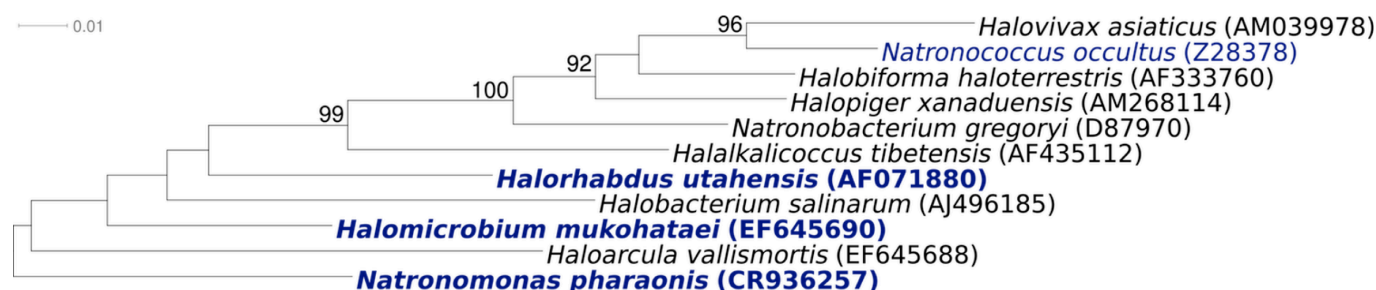 0.01
96
Halovivax asiaticus (AM039978)
Natronococcus occultus (Z28378)
92
Halobiforma haloterrestris (AF333760)
100
Halopiger xanaduensis (AM268114)
99
Natronobacterium gregoryi (D87970)
Halalkalicoccus tibetensis (AF435112)
Halorhabdus utahensis (AF071880)
Halobacterium salinarum (AJ496185)
Halomicrobium mukohataei (EF645690)
Haloarcula vallismortis (EF645688)
Natronomonas pharaonis (CR936257)